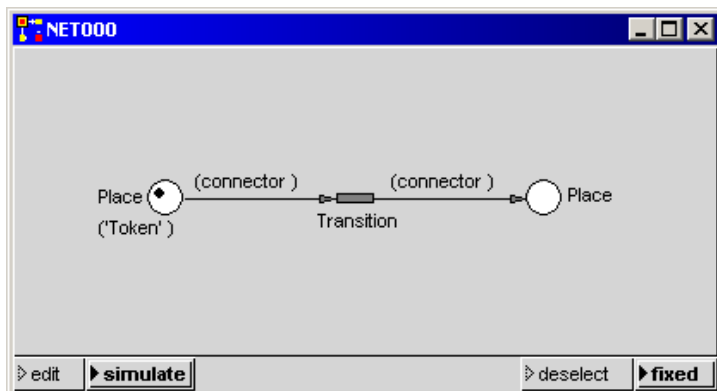 NET000
(connector ) (connector )
Place Place
('Token' ) Transition
edit simulate deselect fixed